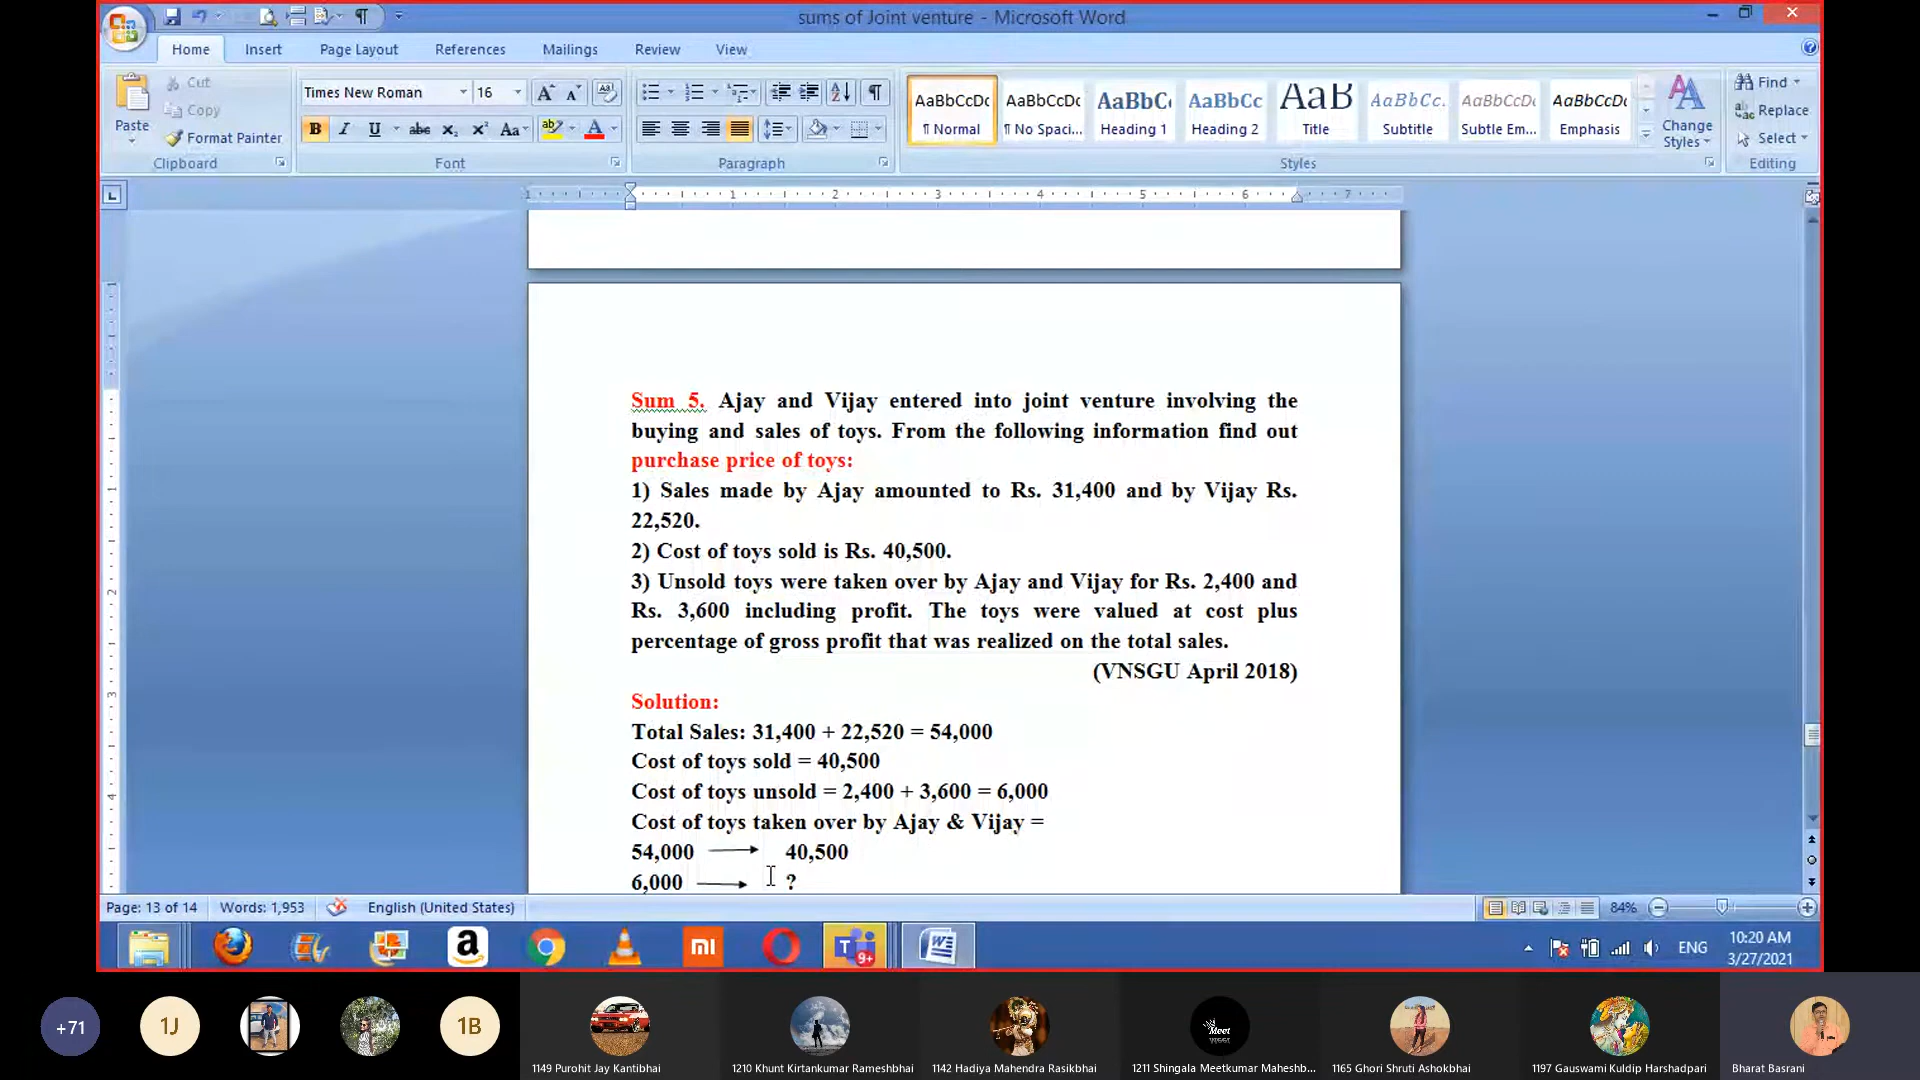 sums of Joint venture - Microsoft Word
Home Insert Page Layout References Mailings Review View
Paste
Cut
Copy
Format Painter
Clipboard
Times New Roman 16
Font
Paragraph
AaBbCcDc AaBbCcDc AaBbC AaBbCc AaB AaBbCc. AaBbCcDc AaBbCcDc
¶ Normal ¶ No Spaci... Heading 1 Heading 2 Title Subtitle Subtle Em... Emphasis
Change Styles
Styles
Find
Replace
Select
Editing
Sum 5. Ajay and Vijay entered into joint venture involving the
buying and sales of toys. From the following information find out
purchase price of toys:
1) Sales made by Ajay amounted to Rs. 31,400 and by Vijay Rs.
22,520.
2) Cost of toys sold is Rs. 40,500.
3) Unsold toys were taken over by Ajay and Vijay for Rs. 2,400 and
Rs. 3,600 including profit. The toys were valued at cost plus
percentage of gross profit that was realized on the total sales.
(VNSGU April 2018)
Solution:
Total Sales: 31,400 + 22,520 = 54,000
Cost of toys sold = 40,500
Cost of toys unsold = 2,400 + 3,600 = 6,000
Cost of toys taken over by Ajay & Vijay =
54,000 → 40,500
6,000 → ?
Page: 13 of 14 Words: 1,953 English (United States) 84%
a mi 9+ ENG
10:20 AM
3/27/2021
+71 1J 1B
1149 Purohit Jay Kantibhai
1210 Khunt Kirtankumar Rameshbhai
1142 Hadiya Mahendra Rasikbhai
1211 Shingala Meetkumar Maheshb...
1165 Ghori Shruti Ashokbhai
1197 Gauswami Kuldip Harshadpari
Bharat Basrani